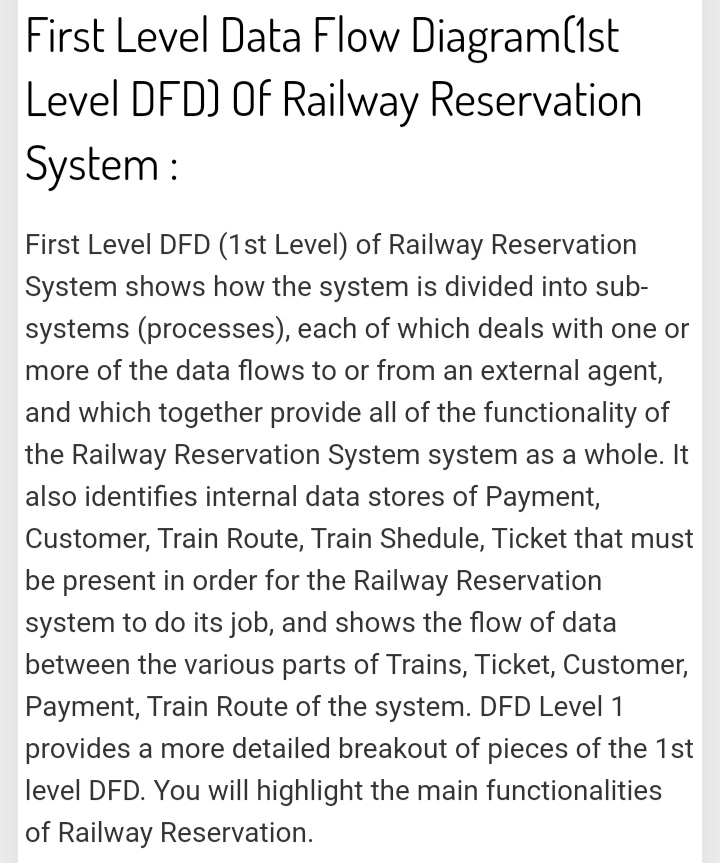 First Level Data Flow Diagram(1st
Level DFD) Of Railway Reservation
System :
First Level DFD (1st Level) of Railway Reservation
System shows how the system is divided into sub-
systems (processes), each of which deals with one or
more of the data flows to or from an external agent,
and which together provide all of the functionality of
the Railway Reservation System system as a whole. It
also identifies internal data stores of Payment,
Customer, Train Route, Train Shedule, Ticket that must
be present in order for the Railway Reservation
system to do its job, and shows the flow of data
between the various parts of Trains, Ticket, Customer,
Payment, Train Route of the system. DFD Level 1
provides a more detailed breakout of pieces of the 1st
level DFD. You will highlight the main functionalities
of Railway Reservation.